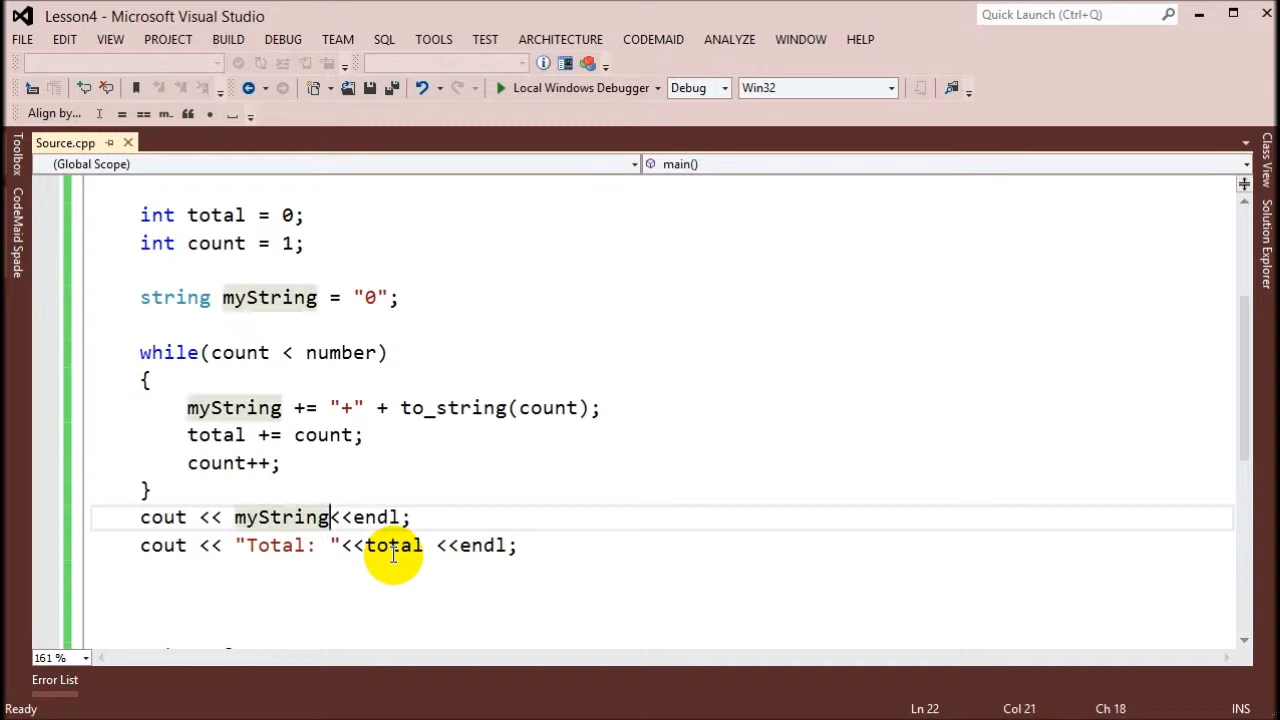 Lesson4 - Microsoft Visual Studio
Quick Launch (Ctrl+Q)
FILE EDIT VIEW PROJECT BUILD DEBUG TEAM SQL TOOLS TEST ARCHITECTURE CODEMAID ANALYZE WINDOW HELP
Local Windows Debugger Debug Win32
Align by...
Source.cpp
(Global Scope) main()
Toolbox
CodeMaid Spade
Class View
Solution Explorer
int total = 0;
int count = 1;
string myString = "0";
while(count < number)
{
myString += "+" + to_string(count);
total += count;
count++;
}
cout << myString<<endl;
cout << "Total: "<<total <<endl;
161 %
Error List
Ready Ln 22 Col 21 Ch 18 INS